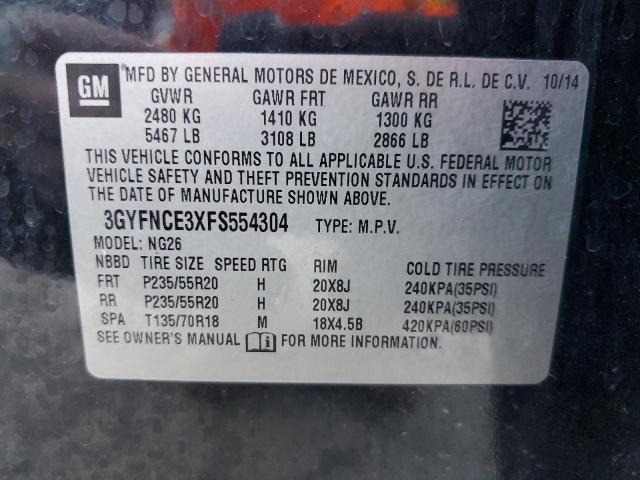 GM MFD BY GENERAL MOTORS DE MEXICO, S. DE R.L. DE C.V. 10/14
GVWR GAWR FRT GAWR RR
2480 KG 1410 KG 1300 KG
5467 LB 3108 LB 2866 LB
THIS VEHICLE CONFORMS TO ALL APPLICABLE U.S. FEDERAL MOTOR
VEHICLE SAFETY AND THEFT PREVENTION STANDARDS IN EFFECT ON
THE DATE OF MANUFACTURE SHOWN ABOVE.
3GYFNCE3XFS554304 TYPE: M.P.V.
MODEL: NG26
NBBD TIRE SIZE SPEED RTG RIM COLD TIRE PRESSURE
FRT P235/55R20 H 20X8J 240KPA(35PSI)
RR P235/55R20 H 20X8J 240KPA(35PSI)
SPA T135/70R18 M 18X4.5B 420KPA(60PSI)
SEE OWNER'S MANUAL i FOR MORE INFORMATION.